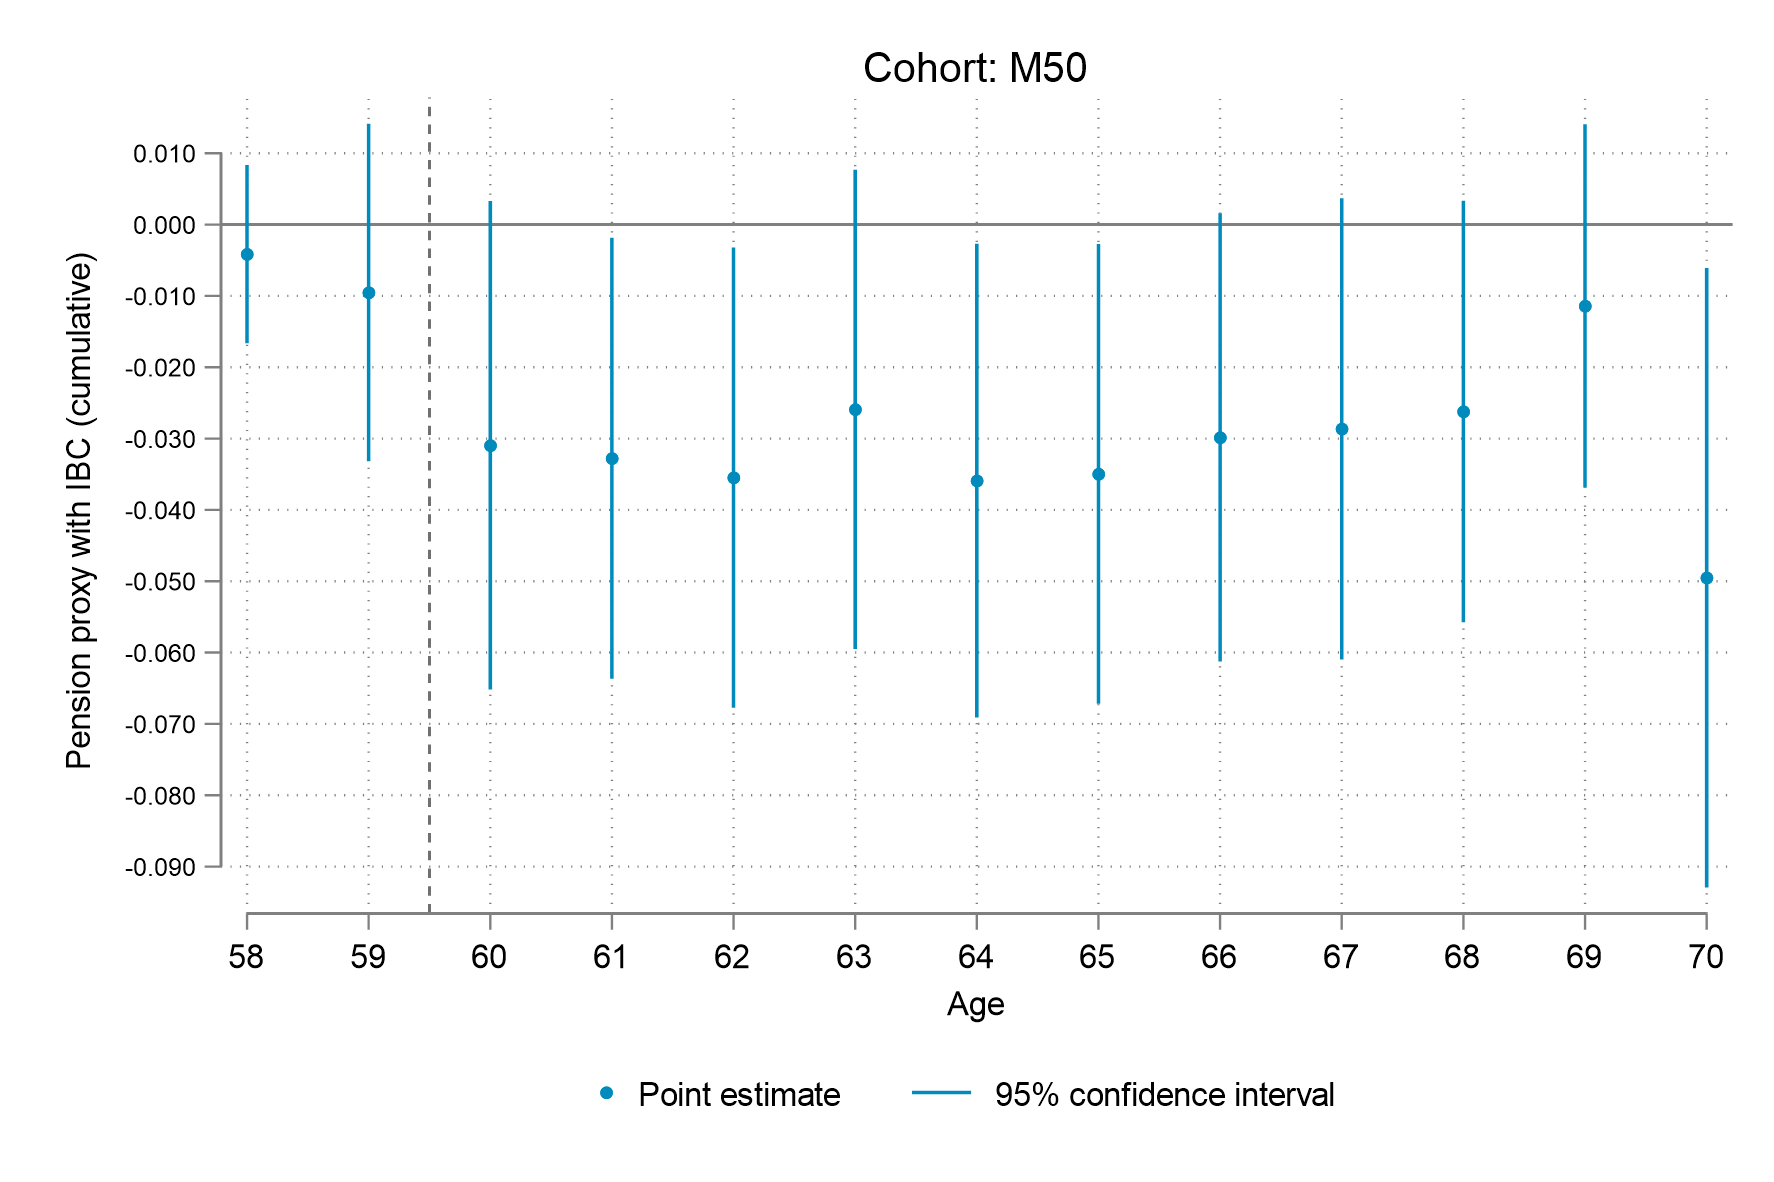 Cohort: M50
Pension proxy with IBC (cumulative)
0.010
0.000
-0.010
-0.020
-0.030
-0.040
-0.050
-0.060
-0.070
-0.080
-0.090
58 59 60 61 62 63 64 65 66 67 68 69 70
Age
Point estimate 95% confidence interval